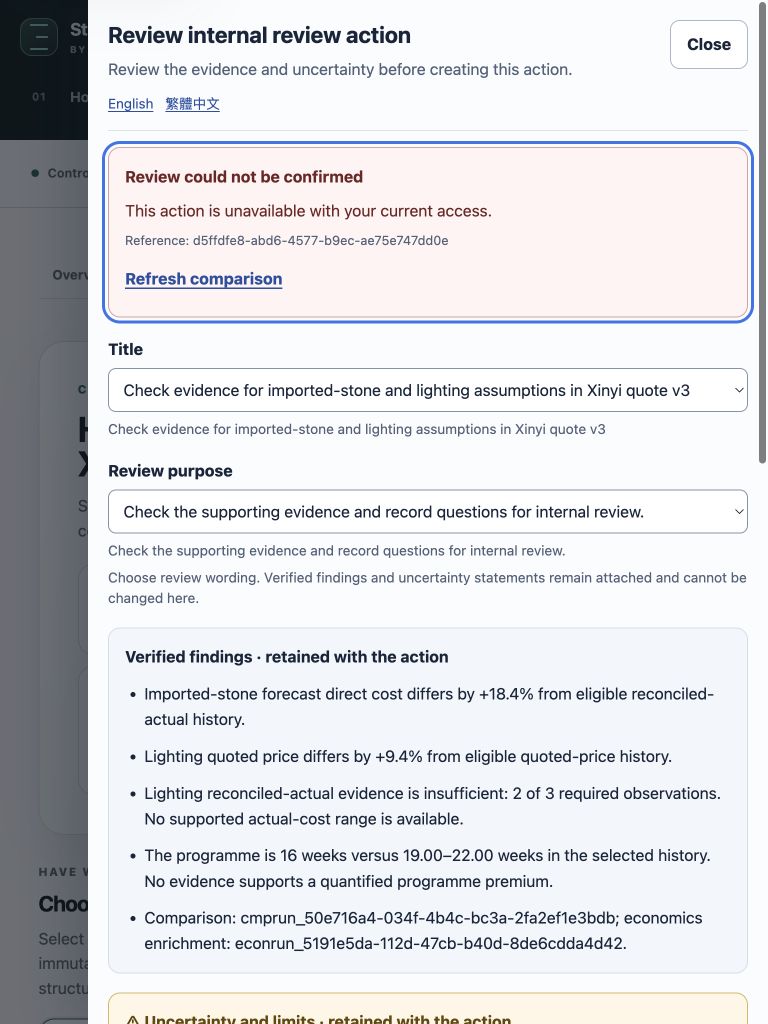 St
BY
01 Ho
Contro
Overv
C
H
X
S
co
HAVE W
Choo
Select
immuta
structu
Review internal review action
Close
Review the evidence and uncertainty before creating this action.
English 繁體中文
Review could not be confirmed
This action is unavailable with your current access.
Reference: d5ffdfe8-abd6-4577-b9ec-ae75e747dd0e
Refresh comparison
Title
Check evidence for imported-stone and lighting assumptions in Xinyi quote v3
Check evidence for imported-stone and lighting assumptions in Xinyi quote v3
Review purpose
Check the supporting evidence and record questions for internal review.
Check the supporting evidence and record questions for internal review.
Choose review wording. Verified findings and uncertainty statements remain attached and cannot be
changed here.
Verified findings · retained with the action
• Imported-stone forecast direct cost differs by +18.4% from eligible reconciled-
actual history.
• Lighting quoted price differs by +9.4% from eligible quoted-price history.
• Lighting reconciled-actual evidence is insufficient: 2 of 3 required observations.
No supported actual-cost range is available.
• The programme is 16 weeks versus 19.00–22.00 weeks in the selected history.
No evidence supports a quantified programme premium.
• Comparison: cmprun_50e716a4-034f-4b4c-bc3a-2fa2ef1e3bdb; economics
enrichment: econrun_5191e5da-112d-47cb-b40d-8de6cdda4d42.
⚠ Uncertainty and limits · retained with the action